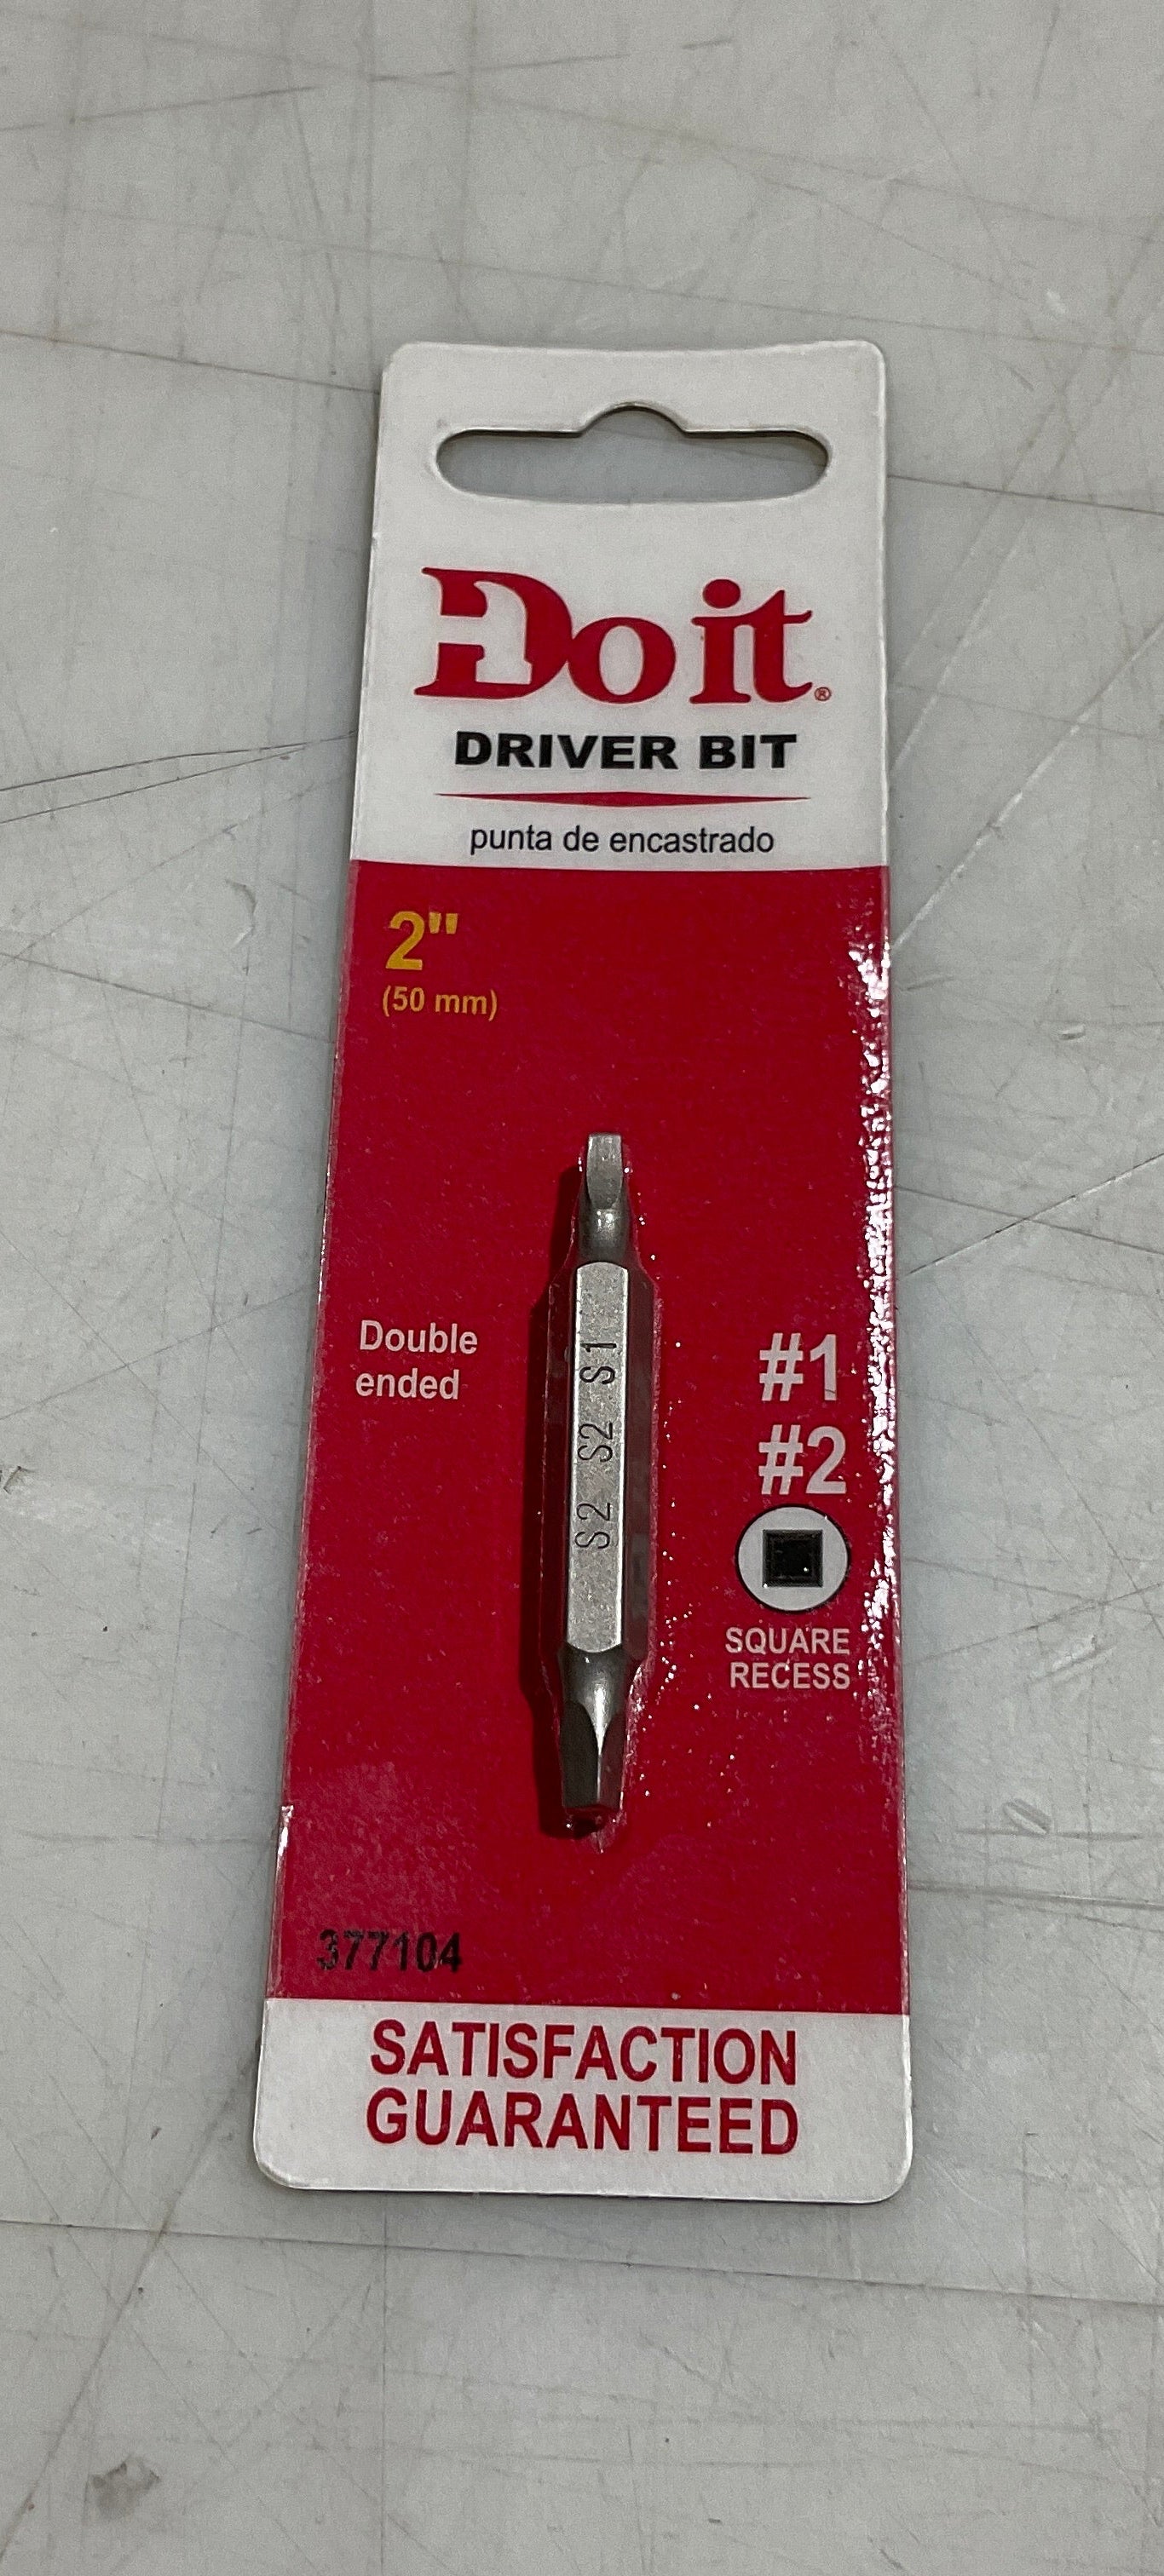 Do it®
DRIVER BIT
punta de encastrado
2"
(50 mm)
Double
ended
S2 S2 S1
#1
#2
SQUARE
RECESS
377104
SATISFACTION
GUARANTEED